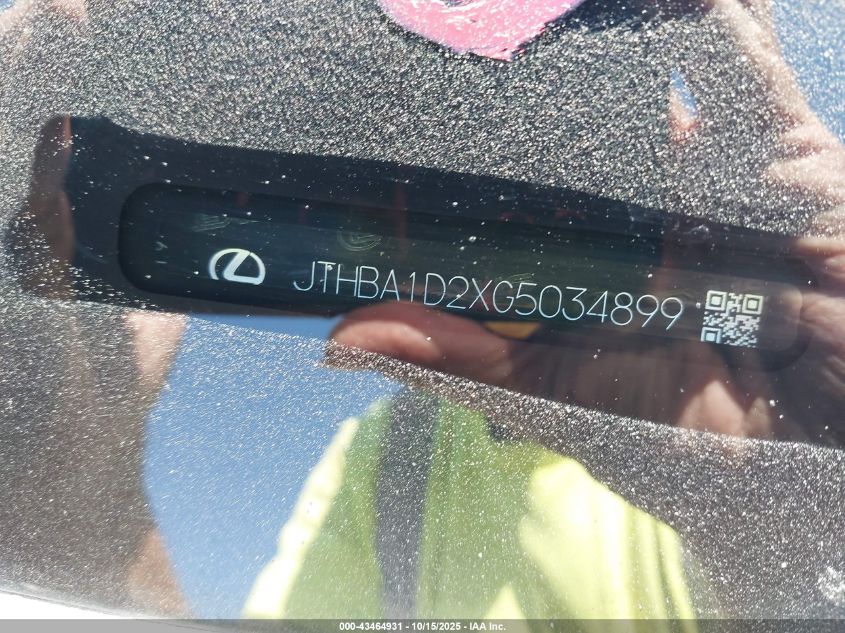 JTHBA1D2XG5034899
000-43464931 - 10/15/2025 - IAA Inc.